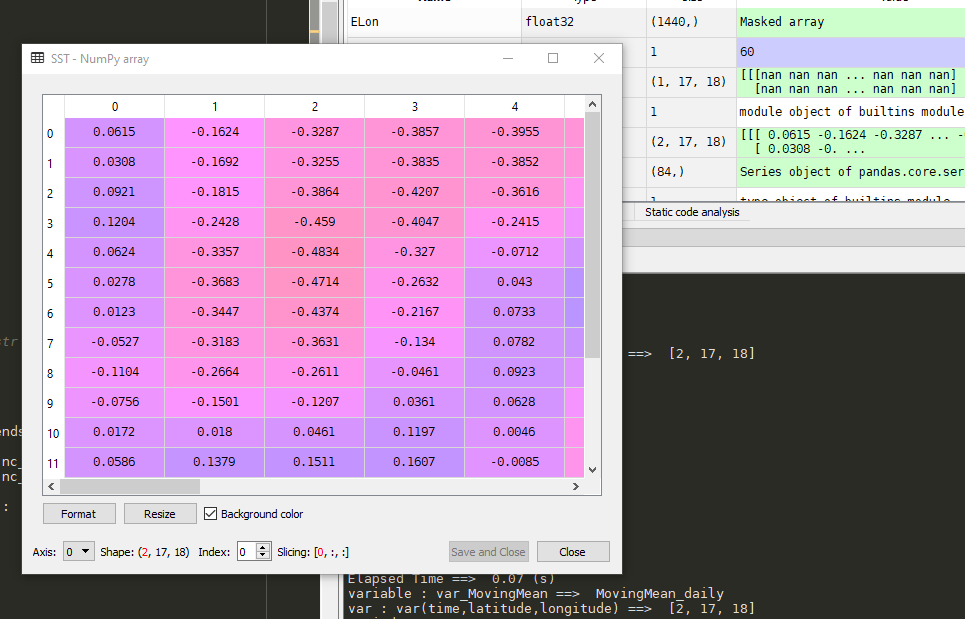 ELon float32 (1440,) Masked array
1 60
(1, 17, 18) [[[nan nan nan ... nan nan nan]
[nan nan nan ... nan nan nan]
1 module object of builtins module
(2, 17, 18) [[[ 0.0615 -0.1624 -0.3287 ... -
[ 0.0308 -0. ...
(84,) Series object of pandas.core.ser
type object of builtins module
Static code analysis
SST - NumPy array
0 1 2 3 4
0 0.0615 -0.1624 -0.3287 -0.3857 -0.3955
1 0.0308 -0.1692 -0.3255 -0.3835 -0.3852
2 0.0921 -0.1815 -0.3864 -0.4207 -0.3616
3 0.1204 -0.2428 -0.459 -0.4047 -0.2415
4 0.0624 -0.3357 -0.4834 -0.327 -0.0712
5 0.0278 -0.3683 -0.4714 -0.2632 0.043
6 0.0123 -0.3447 -0.4374 -0.2167 0.0733
7 -0.0527 -0.3183 -0.3631 -0.134 0.0782
8 -0.1104 -0.2664 -0.2611 -0.0461 0.0923
9 -0.0756 -0.1501 -0.1207 0.0361 0.0628
10 0.0172 0.018 0.0461 0.1197 0.0046
11 0.0586 0.1379 0.1511 0.1607 -0.0085
Format Resize Background color
Axis: 0 Shape: (2, 17, 18) Index: 0 Slicing: [0, :, :] Save and Close Close
str
ends
nc_
nc_
:
==> [2, 17, 18]
Elapsed Time ==> 0.07 (s)
variable : var_MovingMean ==> MovingMean_daily
var : var(time,latitude,longitude) ==> [2, 17, 18]